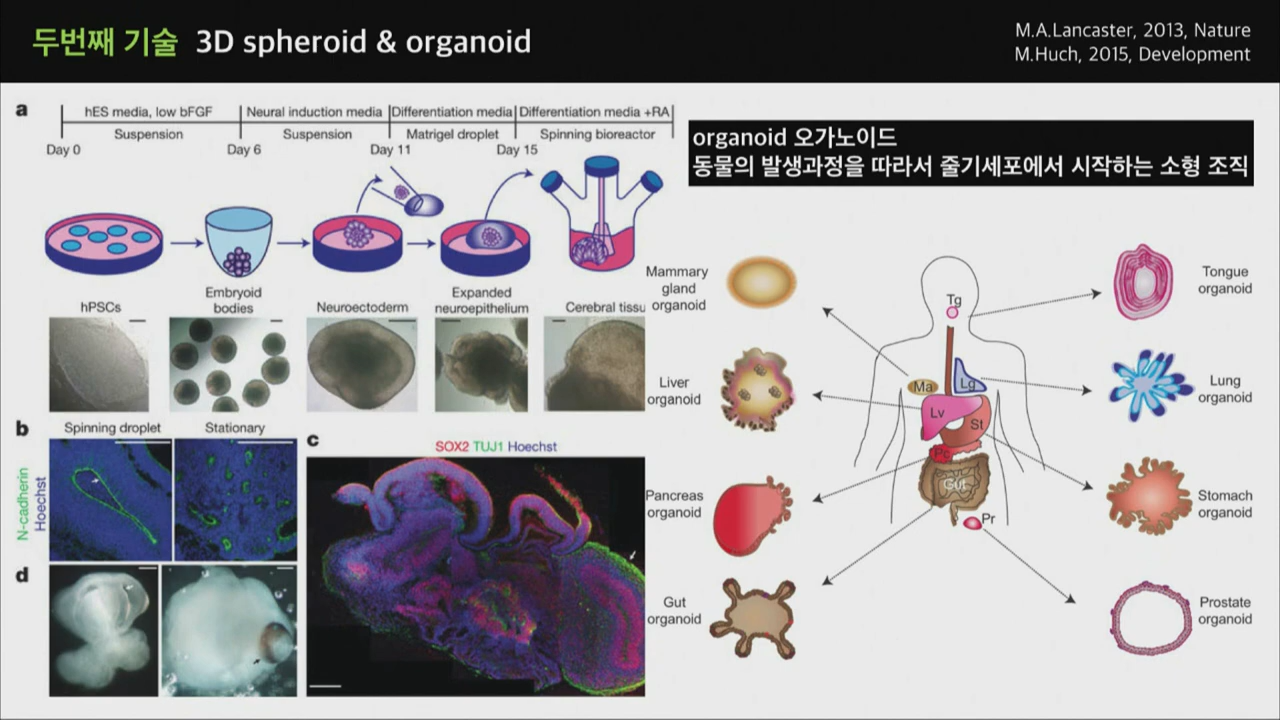 두번째 기술 3D spheroid & organoid
M.A.Lancaster, 2013, Nature
M.Huch, 2015, Development
a
hES media, low bFGF
Neural induction media
Differentiation media
Differentiation media +RA
Suspension
Suspension
Matrigel droplet
Spinning bioreactor
Day 0
Day 6
Day 11
Day 15
hPSCs
Embryoid
bodies
Neuroectoderm
Expanded
neuroepithelium
Cerebral tissu
b
Spinning droplet
Stationary
N-cadherin
Hoechst
c
SOX2 TUJ1 Hoechst
d
organoid 오가노이드
동물의 발생과정을 따라서 줄기세포에서 시작하는 소형 조직
Mammary
gland
organoid
Liver
organoid
Pancreas
organoid
Gut
organoid
Tg
Ma
Lg
Lv
St
Pc
Gut
Pr
Tongue
organoid
Lung
organoid
Stomach
organoid
Prostate
organoid